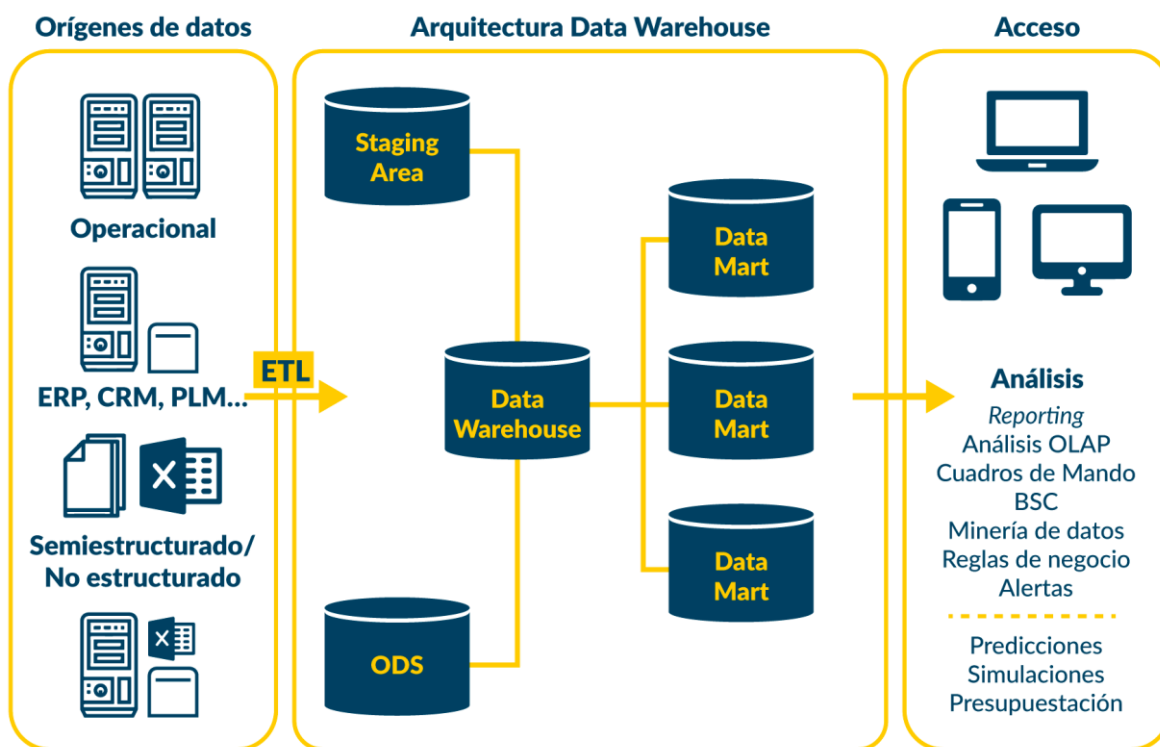 Orígenes de datos
Operacional
ERP, CRM, PLM...
Semiestructurado/
No estructurado
ETL
Arquitectura Data Warehouse
Staging
Area
Data
Warehouse
ODS
Data
Mart
Data
Mart
Data
Mart
Acceso
Análisis
Reporting
Análisis OLAP
Cuadros de Mando
BSC
Minería de datos
Reglas de negocio
Alertas
Predicciones
Simulaciones
Presupuestación